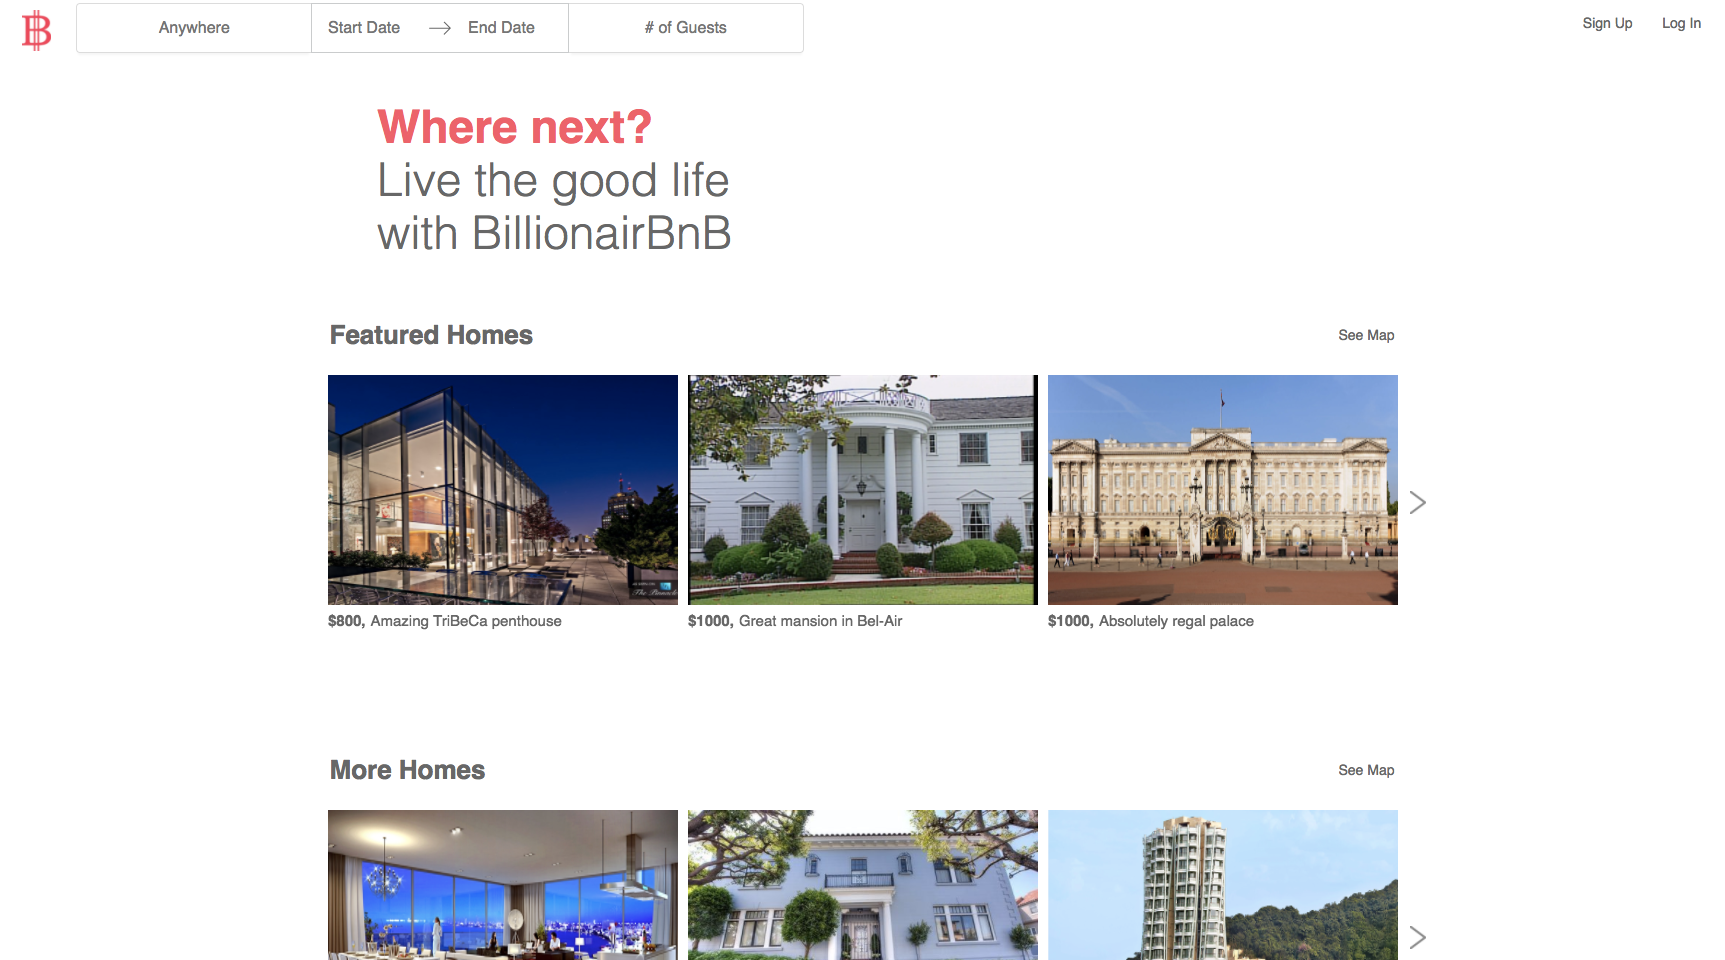 Anywhere
Start Date
End Date
# of Guests
Sign Up
Log In
Where next?
Live the good life
with BillionairBnB
Featured Homes
See Map
$800, Amazing TriBeCa penthouse
$1000, Great mansion in Bel-Air
$1000, Absolutely regal palace
More Homes
See Map